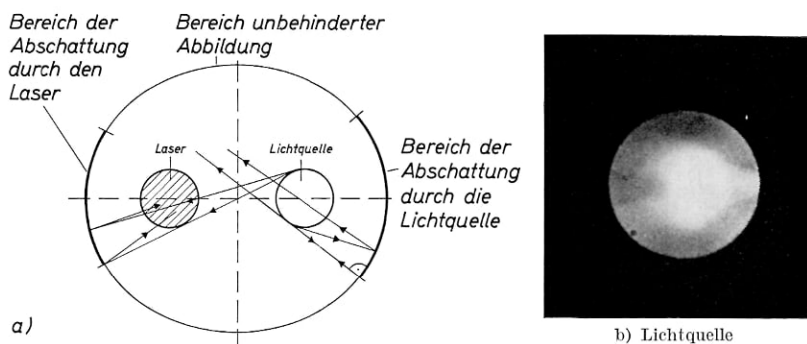 Bereich der
Abschattung
durch den
Laser
Bereich unbehinderter
Abbildung
Laser
Lichtquelle
Bereich der
Abschattung
durch die
Lichtquelle
a)
b) Lichtquelle